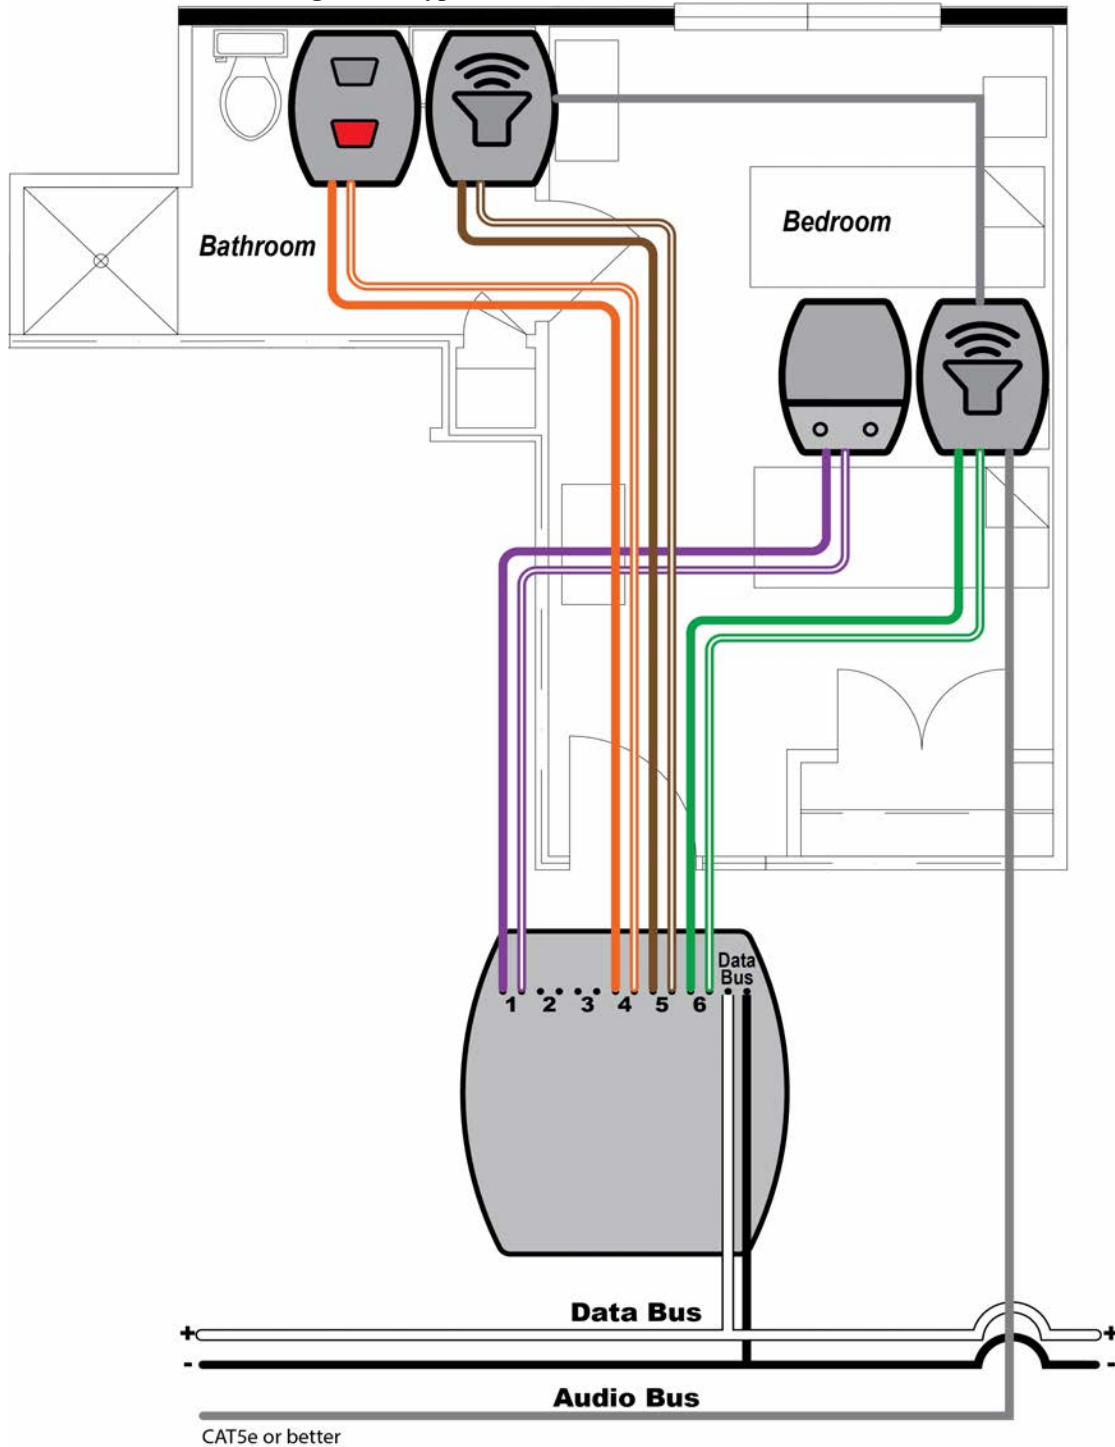 Bathroom
Bedroom
Data
Bus
1 2 3 4 5 6
Data Bus
+ +
- -
Audio Bus
CAT5e or better